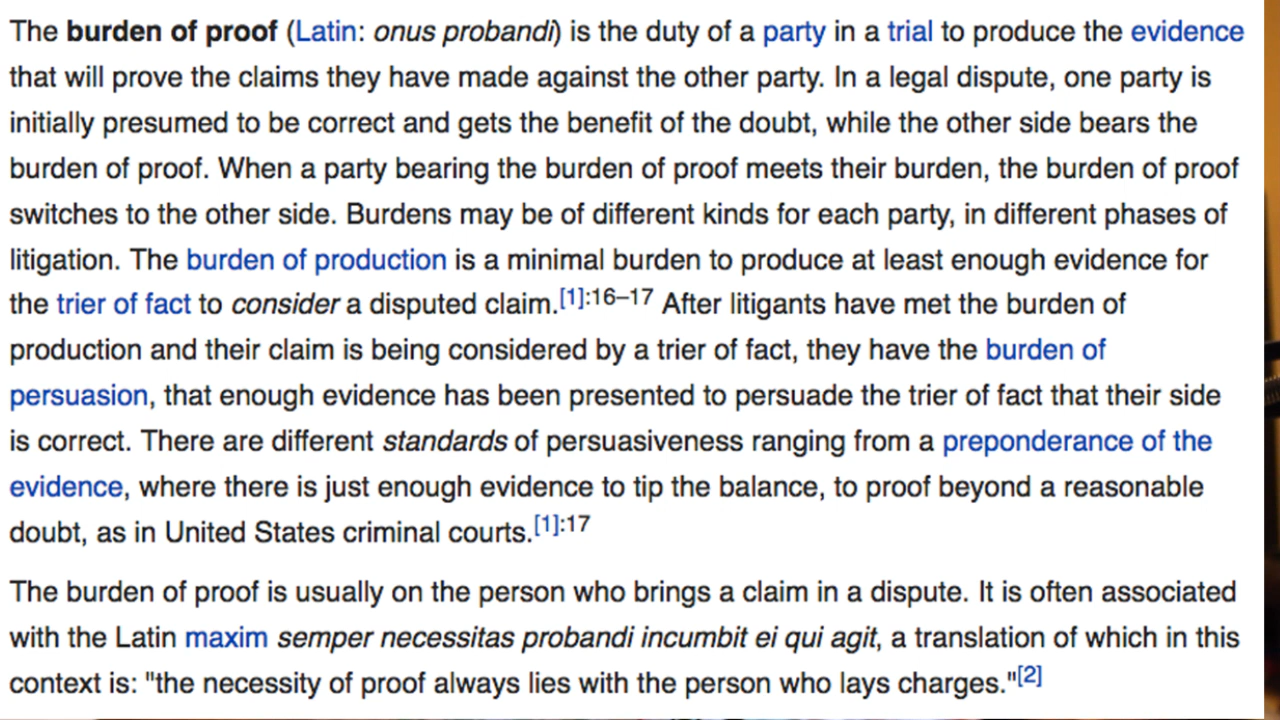 The burden of proof (Latin: onus probandi) is the duty of a party in a trial to produce the evidence
that will prove the claims they have made against the other party. In a legal dispute, one party is
initially presumed to be correct and gets the benefit of the doubt, while the other side bears the
burden of proof. When a party bearing the burden of proof meets their burden, the burden of proof
switches to the other side. Burdens may be of different kinds for each party, in different phases of
litigation. The burden of production is a minimal burden to produce at least enough evidence for
the trier of fact to consider a disputed claim.[1]:16–17 After litigants have met the burden of
production and their claim is being considered by a trier of fact, they have the burden of
persuasion, that enough evidence has been presented to persuade the trier of fact that their side
is correct. There are different standards of persuasiveness ranging from a preponderance of the
evidence, where there is just enough evidence to tip the balance, to proof beyond a reasonable
doubt, as in United States criminal courts.[1]:17
The burden of proof is usually on the person who brings a claim in a dispute. It is often associated
with the Latin maxim semper necessitas probandi incumbit ei qui agit, a translation of which in this
context is: "the necessity of proof always lies with the person who lays charges."[2]